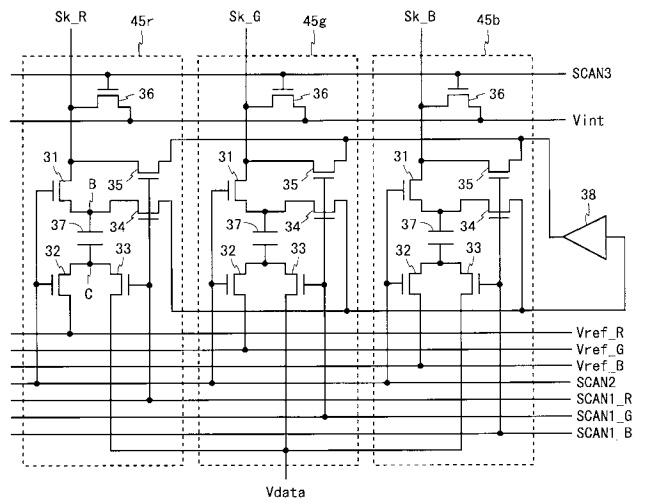 Sk_R 45r Sk_G 45g Sk_B 45b
SCAN3
36 36 36
Vint
31 31 31
35 35 35
B
38
37 34 37 34 37 34
32 33 32 33 32 33
C
Vref_R
Vref_G
Vref_B
SCAN2
SCAN1_R
SCAN1_G
SCAN1_B
Vdata